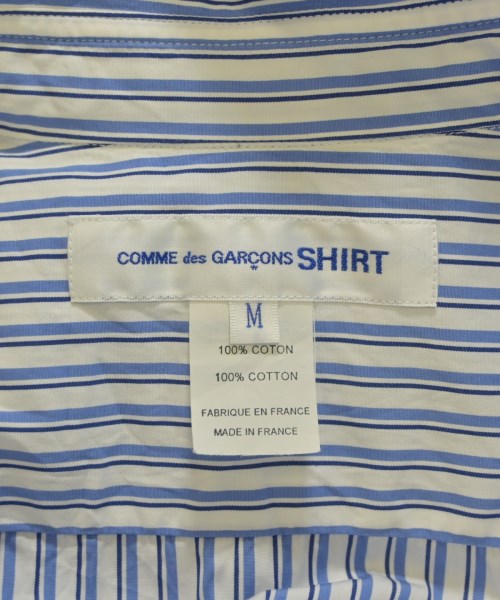 COMME des GARÇONS SHIRT
M
100% COTON
100% COTTON
FABRIQUE EN FRANCE
MADE IN FRANCE